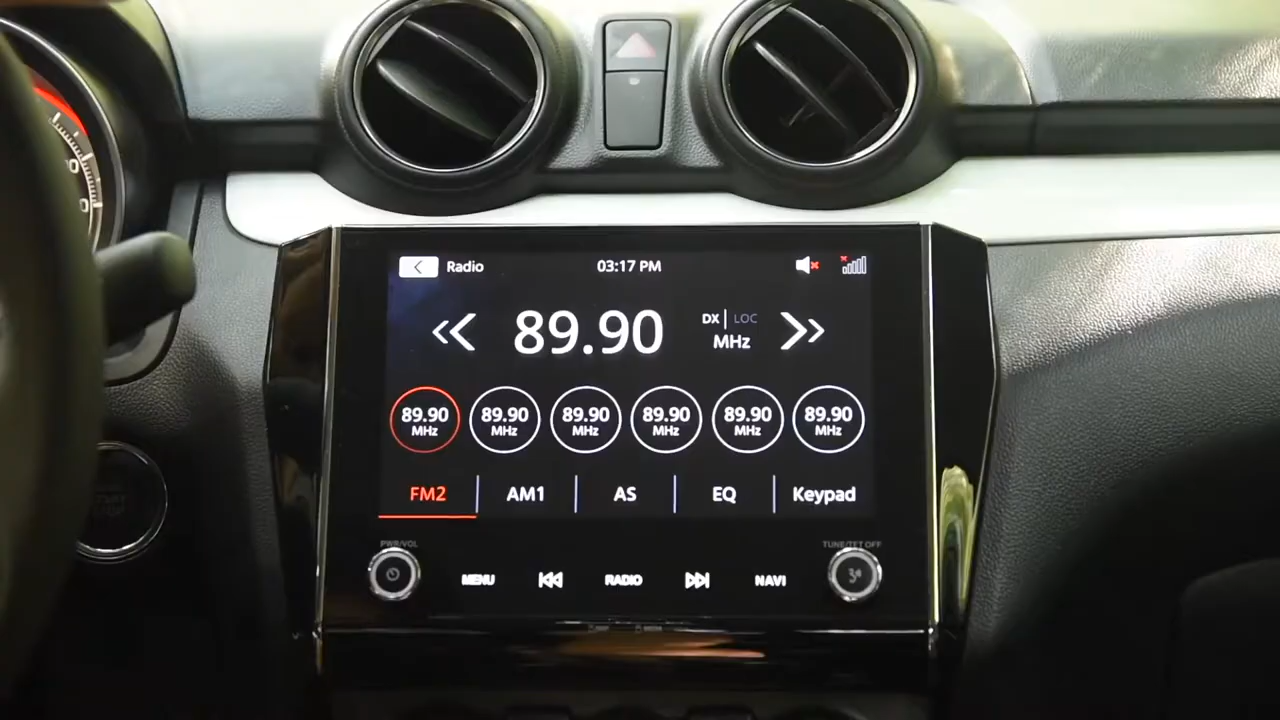 Radio 03:17 PM
89.90 DX | LOC
MHz
89.90 89.90 89.90 89.90 89.90 89.90
MHz MHz MHz MHz MHz MHz
FM2 AM1 AS EQ Keypad
PWR/VOL TUNE/TET OFF
MENU RADIO NAVI